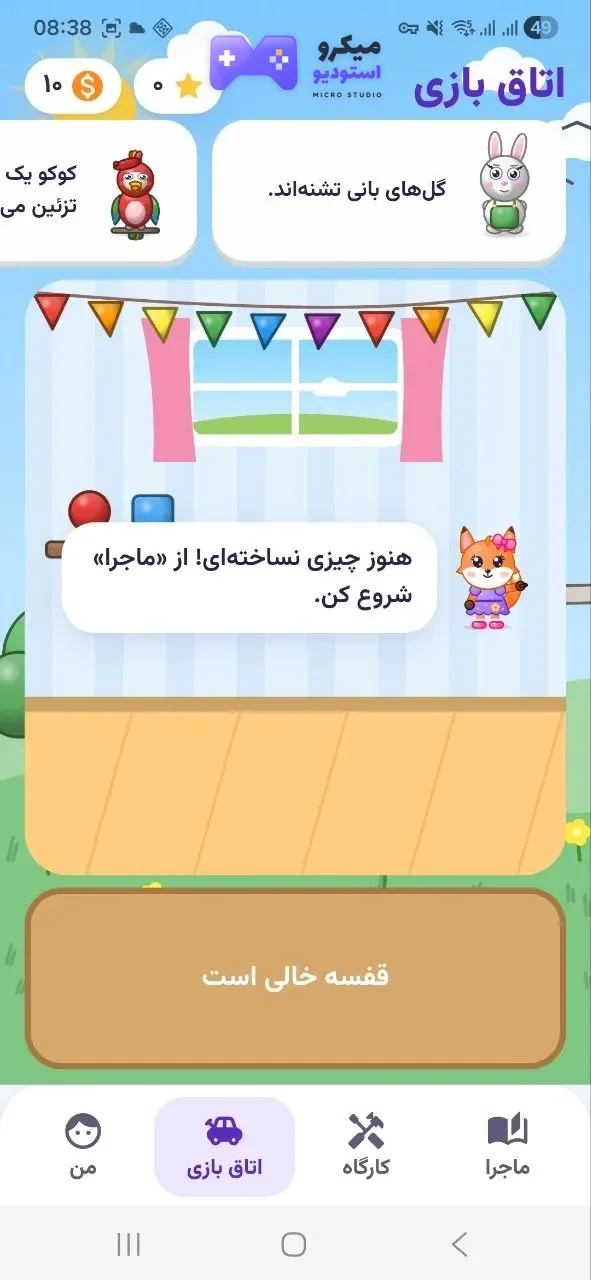 08:38
49
میکرو
استودیو
MICRO STUDIO
اتاق بازی
۰
۱۰
گل‌های بانی تشنه‌اند.
کوکو یک
تزئین می
هنوز چیزی نساخته‌ای! از «ماجرا»
شروع کن.
قفسه خالی است
ماجرا
کارگاه
اتاق بازی
من